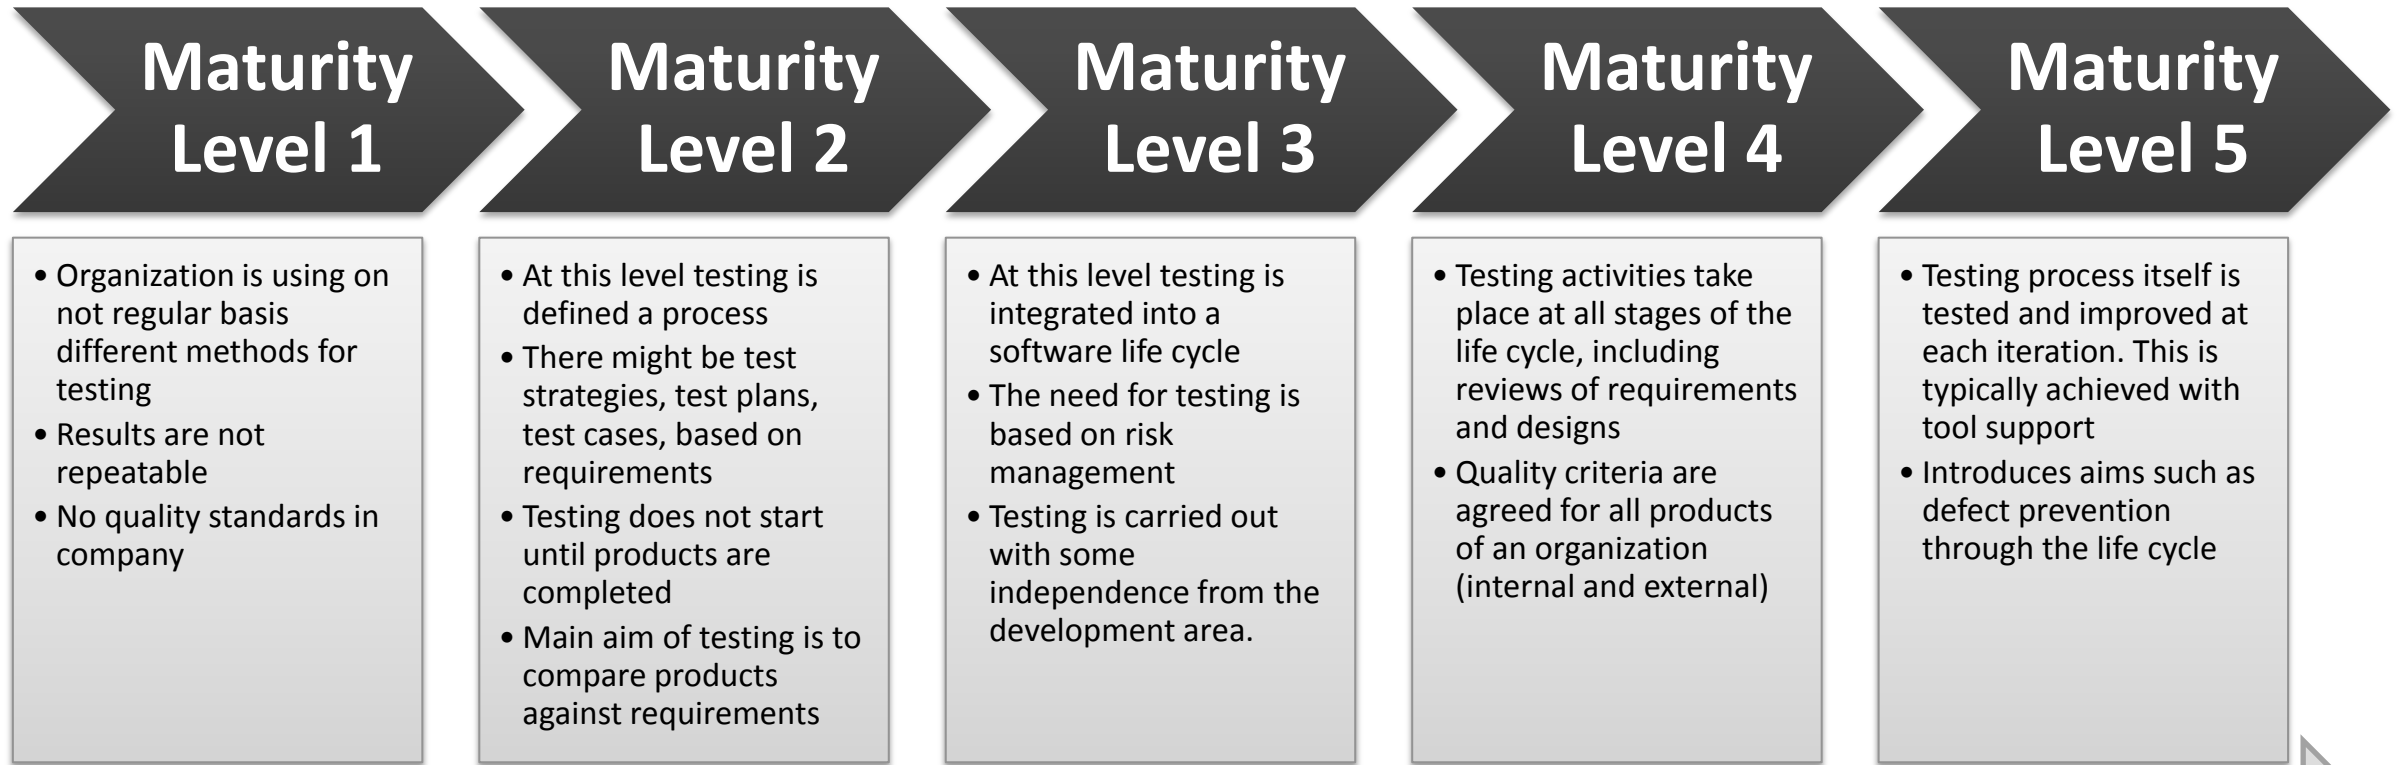 Maturity
Level 1
Maturity
Level 2
Maturity
Level 3
Maturity
Level 4
Maturity
Level 5
• Organization is using on
not regular basis
different methods for
testing
• Results are not
repeatable
• No quality standards in
company
• At this level testing is
defined a process
• There might be test
strategies, test plans,
test cases, based on
requirements
• Testing does not start
until products are
completed
• Main aim of testing is to
compare products
against requirements
• At this level testing is
integrated into a
software life cycle
• The need for testing is
based on risk
management
• Testing is carried out
with some
independence from the
development area.
• Testing activities take
place at all stages of the
life cycle, including
reviews of requirements
and designs
• Quality criteria are
agreed for all products
of an organization
(internal and external)
• Testing process itself is
tested and improved at
each iteration. This is
typically achieved with
tool support
• Introduces aims such as
defect prevention
through the life cycle